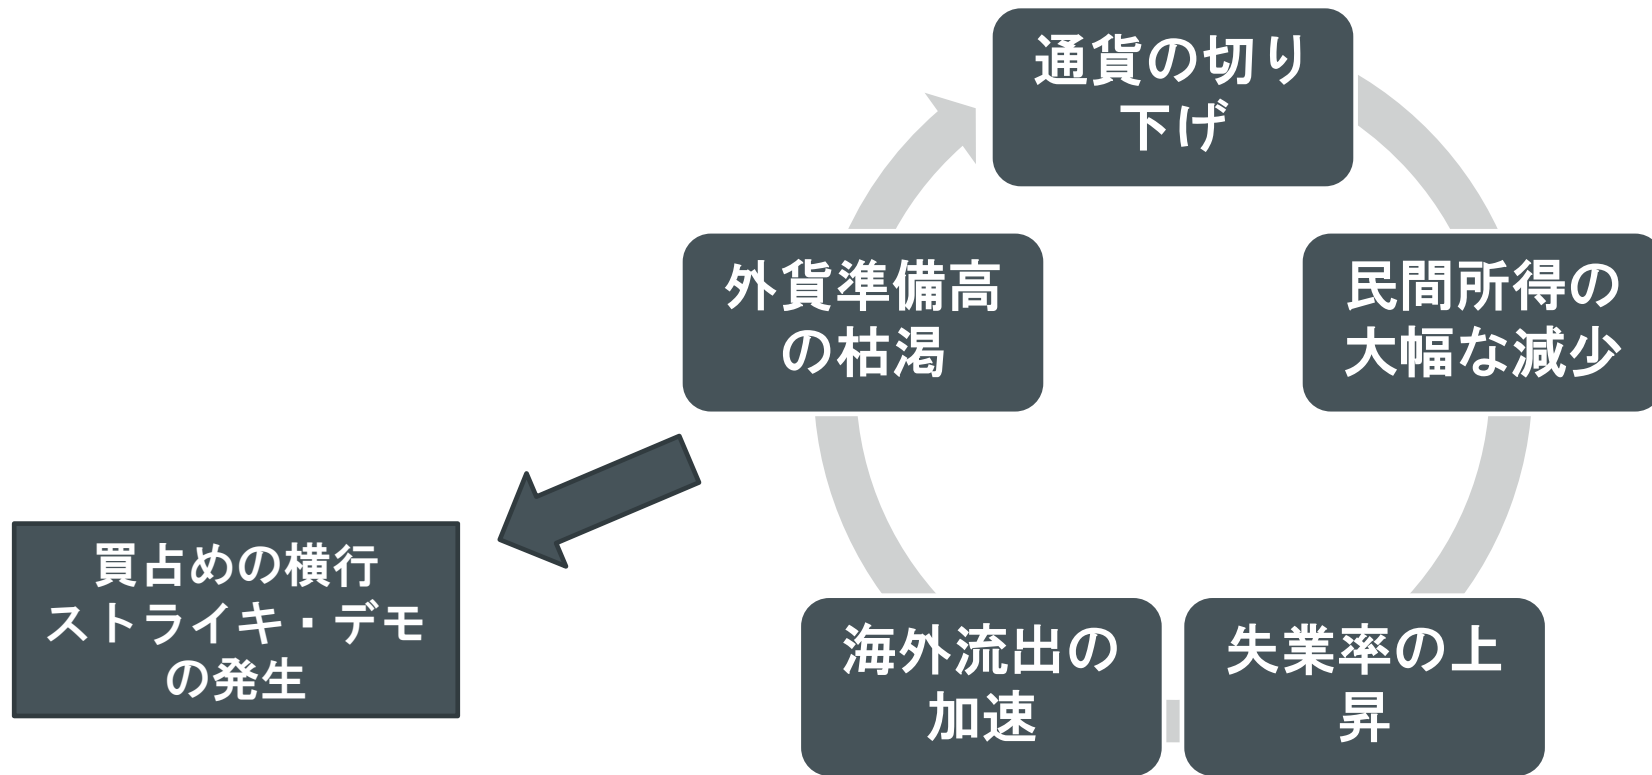 通貨の切り
下げ
民間所得の
大幅な減少
失業率の上
昇
海外流出の
加速
外貨準備高
の枯渇
買占めの横行
ストライキ・デモ
の発生